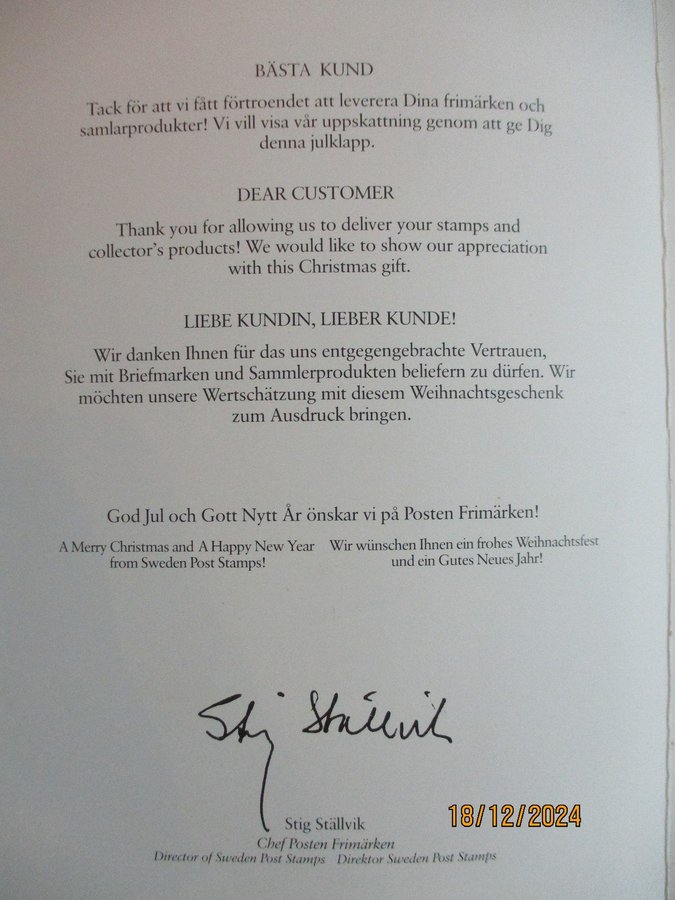 BÄSTA KUND
Tack för att vi fått förtroendet att leverera Dina frimärken och
samlarprodukter! Vi vill visa vår uppskattning genom att ge Dig
denna julklapp.
DEAR CUSTOMER
Thank you for allowing us to deliver your stamps and
collector's products! We would like to show our appreciation
with this Christmas gift.
LIEBE KUNDIN, LIEBER KUNDE!
Wir danken Ihnen für das uns entgegengebrachte Vertrauen,
Sie mit Briefmarken und Sammlerprodukten beliefern zu dürfen. Wir
möchten unsere Wertschätzung mit diesem Weihnachtsgeschenk
zum Ausdruck bringen.
God Jul och Gott Nytt År önskar vi på Posten Frimärken!
A Merry Christmas and A Happy New Year
from Sweden Post Stamps!
Wir wünschen Ihnen ein frohes Weihnachtsfest
und ein Gutes Neues Jahr!
Stig Ställvik
Stig Ställvik
Chef Posten Frimärken
Director of Sweden Post Stamps Direktor Sweden Post Stamps
18/12/2024